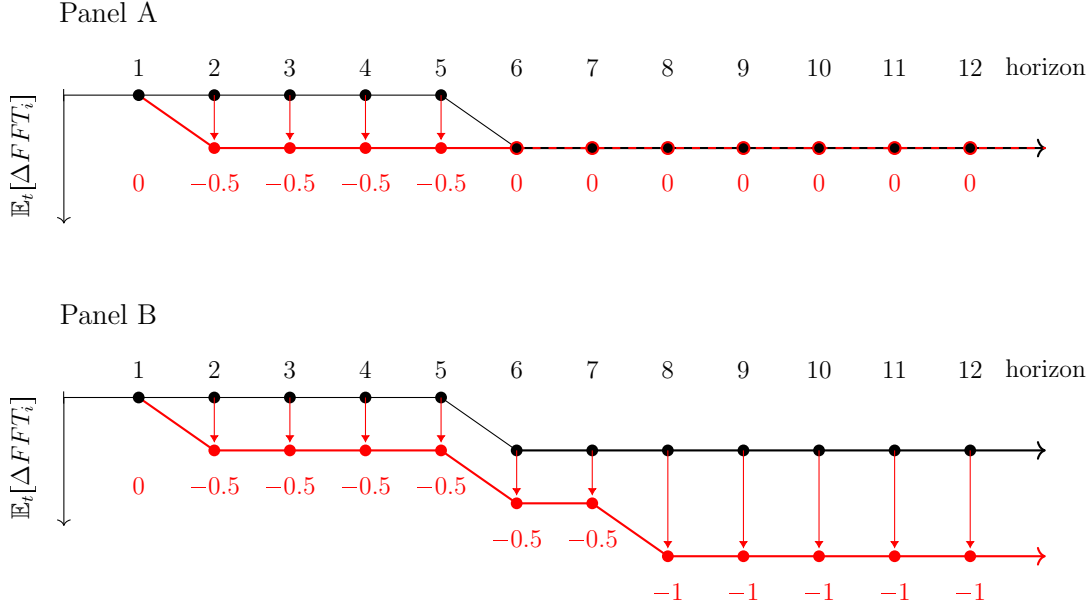 Panel A
1 2 3 4 5 6 7 8 9 10 11 12 horizon
𝔼_t[ΔFFT_i]
0 −0.5 −0.5 −0.5 −0.5 0 0 0 0 0 0 0
Panel B
1 2 3 4 5 6 7 8 9 10 11 12 horizon
𝔼_t[ΔFFT_i]
0 −0.5 −0.5 −0.5 −0.5
−0.5 −0.5
−1 −1 −1 −1 −1